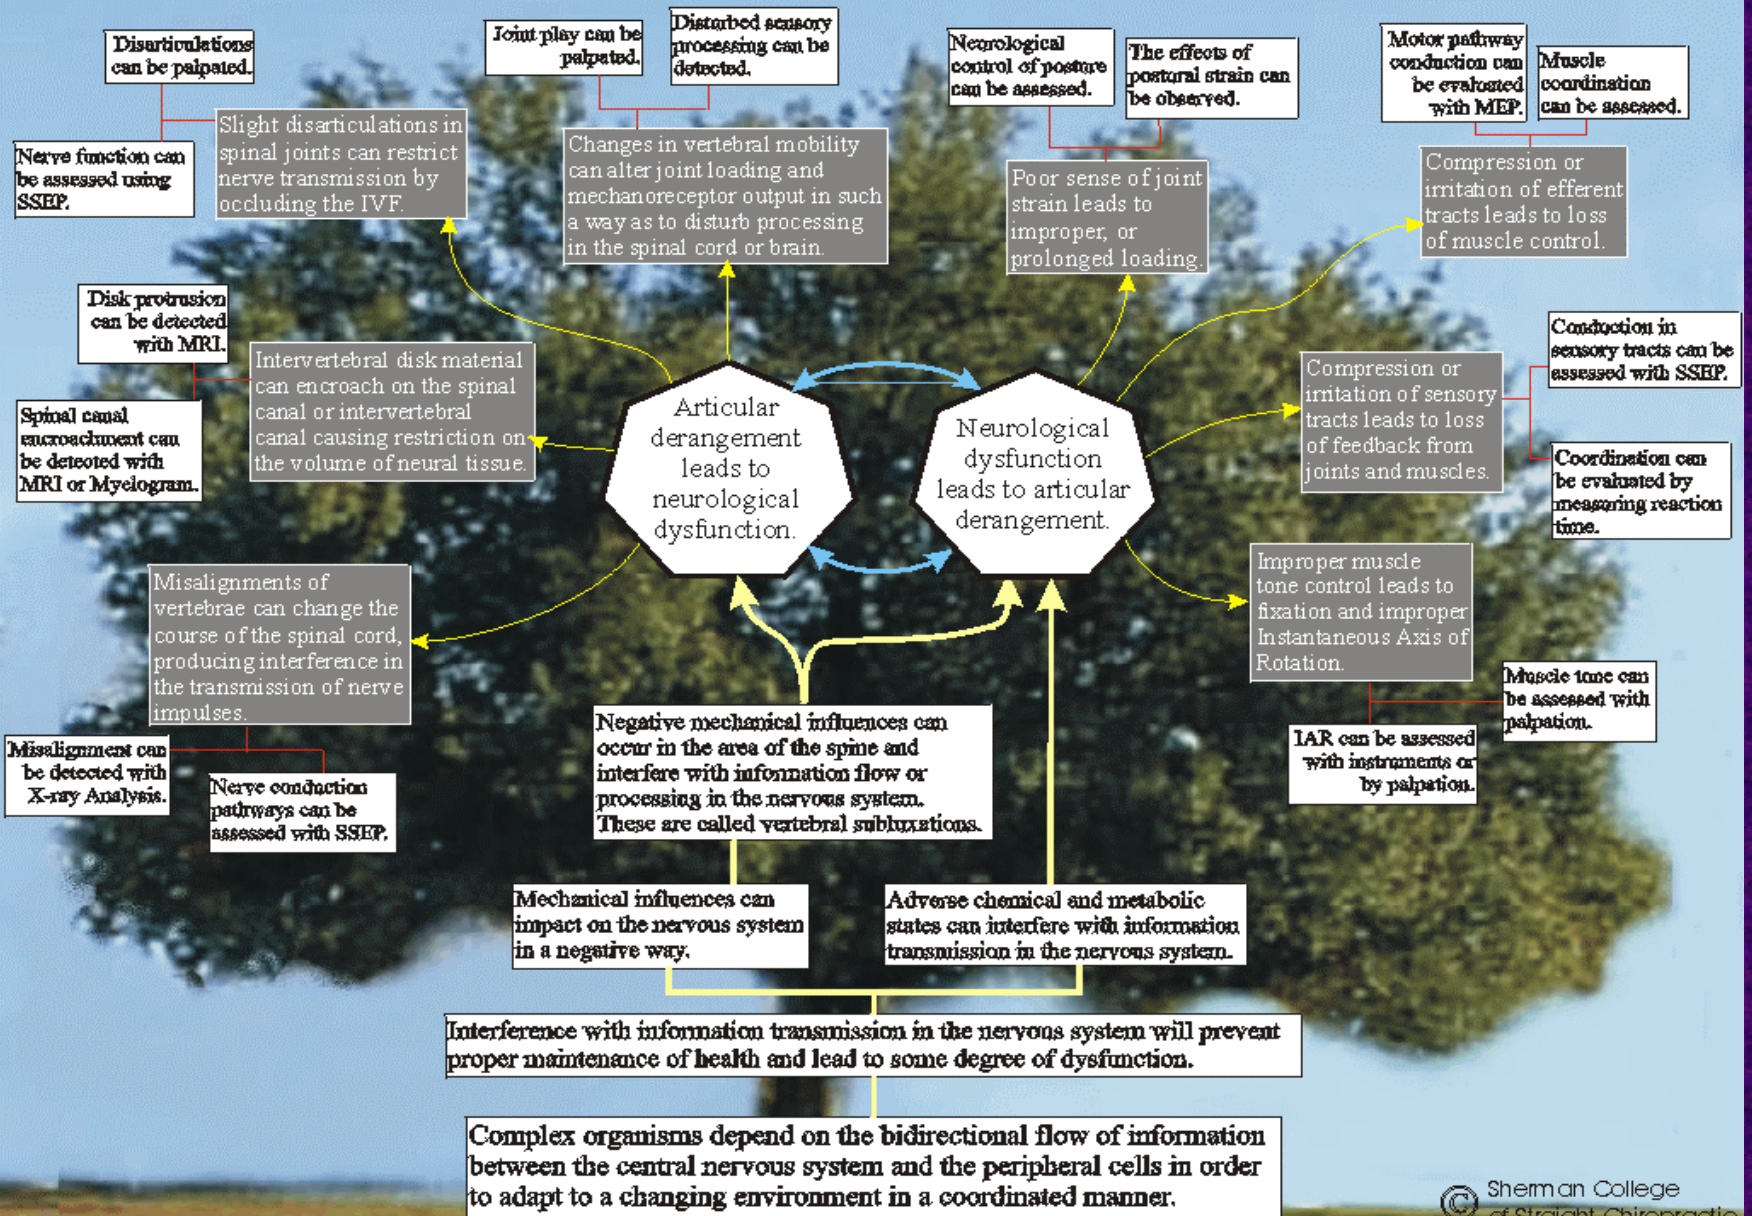 Disarticulations
can be palpated.
Nerve function can
be assessed using
SSEP.
Slight disarticulations in
spinal joints can restrict
nerve transmission by
occluding the IVF.
Joint play can be
palpated.
Disturbed sensory
processing can be
detected.
Changes in vertebral mobility
can alter joint loading and
mechanoreceptor output in such
a way as to disturb processing
in the spinal cord or brain.
Neurological
control of posture
can be assessed.
The effects of
postural strain can
be observed.
Poor sense of joint
strain leads to
improper, or
prolonged loading.
Motor pathway
conduction can
be evaluated
with MEP.
Muscle
coordination
can be assessed.
Compression or
irritation of efferent
tracts leads to loss
of muscle control.
Disk protrusion
can be detected
with MRI.
Spinal canal
encroachment can
be detected with
MRI or Myelogram.
Intervertebral disk material
can encroach on the spinal
canal or intervertebral
canal causing restriction on
the volume of neural tissue.
Articular
derangement
leads to
neurological
dysfunction.
Neurological
dysfunction
leads to articular
derangement.
Compression or
irritation of sensory
tracts leads to loss
of feedback from
joints and muscles.
Conduction in
sensory tracts can be
assessed with SSEP.
Coordination can
be evaluated by
measuring reaction
time.
Misalignments of
vertebrae can change the
course of the spinal cord,
producing interference in
the transmission of nerve
impulses.
Misalignment can
be detected with
X-ray Analysis.
Nerve conduction
pathways can be
assessed with SSEP.
Improper muscle
tone control leads to
fixation and improper
Instantaneous Axis of
Rotation.
Muscle tone can
be assessed with
palpation.
IAR can be assessed
with instruments or
by palpation.
Negative mechanical influences can
occur in the area of the spine and
interfere with information flow or
processing in the nervous system.
These are called vertebral subluxations.
Mechanical influences can
impact on the nervous system
in a negative way.
Adverse chemical and metabolic
states can interfere with information
transmission in the nervous system.
Interference with information transmission in the nervous system will prevent
proper maintenance of health and lead to some degree of dysfunction.
Complex organisms depend on the bidirectional flow of information
between the central nervous system and the peripheral cells in order
to adapt to a changing environment in a coordinated manner.
© Sherman College
of Straight Chiropractic